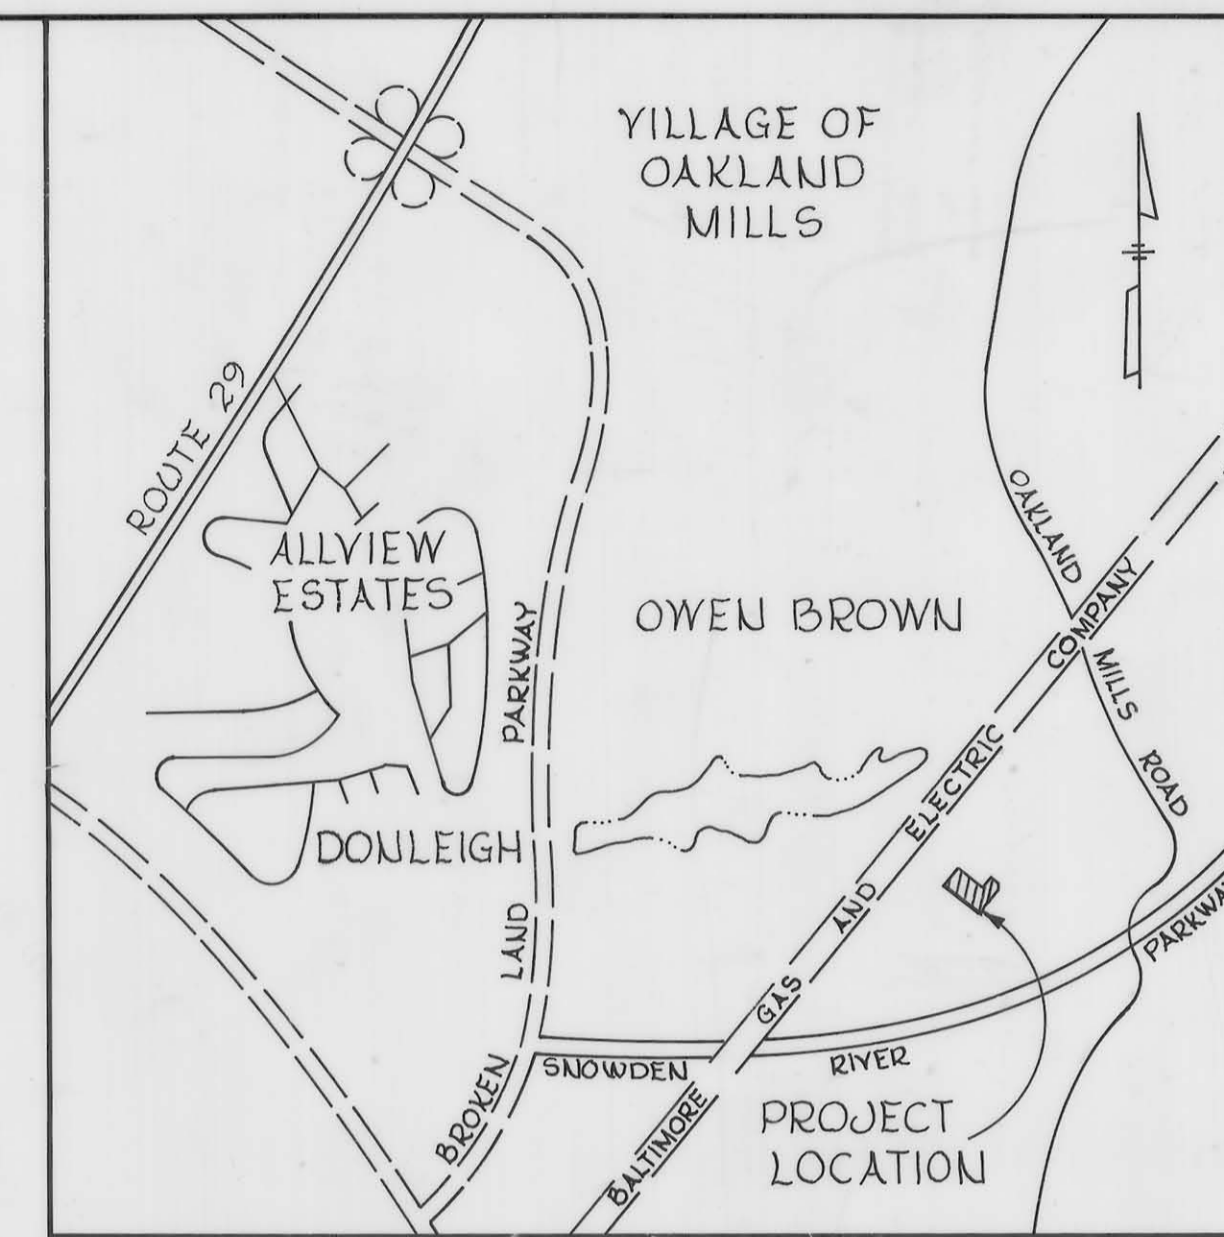 VILLAGE OF
OAKLAND
MILLS
ROUTE 29
OAKLAND MILLS ROAD
ALLVIEW
ESTATES
OWEN BROWN
BROKEN LAND PARKWAY
BALTIMORE GAS AND ELECTRIC COMPANY
DONLEIGH
SNOWDEN RIVER PARKWAY
PROJECT
LOCATION